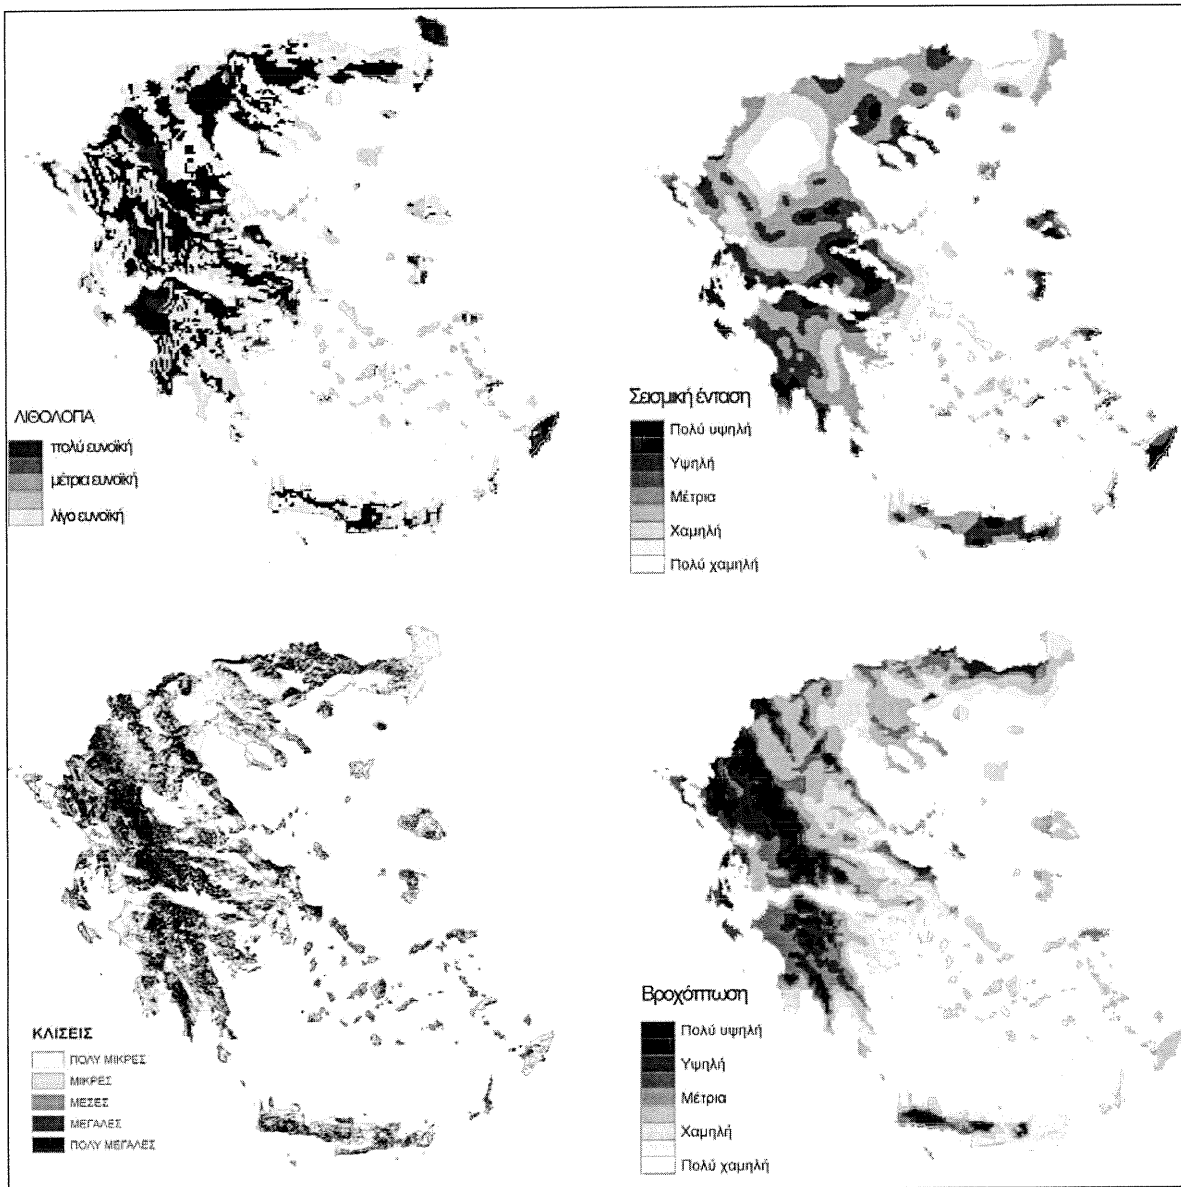 ΛΙΘΟΛΟΓΙΑ
πολύ ευνοϊκή
μέτρια ευνοϊκή
λίγο ευνοϊκή
Σεισμική ένταση
Πολύ υψηλή
Υψηλή
Μέτρια
Χαμηλή
Πολύ χαμηλή
ΚΛΙΣΕΙΣ
ΠΟΛΥ ΜΙΚΡΕΣ
ΜΙΚΡΕΣ
ΜΕΣΕΣ
ΜΕΓΑΛΕΣ
ΠΟΛΥ ΜΕΓΑΛΕΣ
Βροχόπτωση
Πολύ υψηλή
Υψηλή
Μέτρια
Χαμηλή
Πολύ χαμηλή